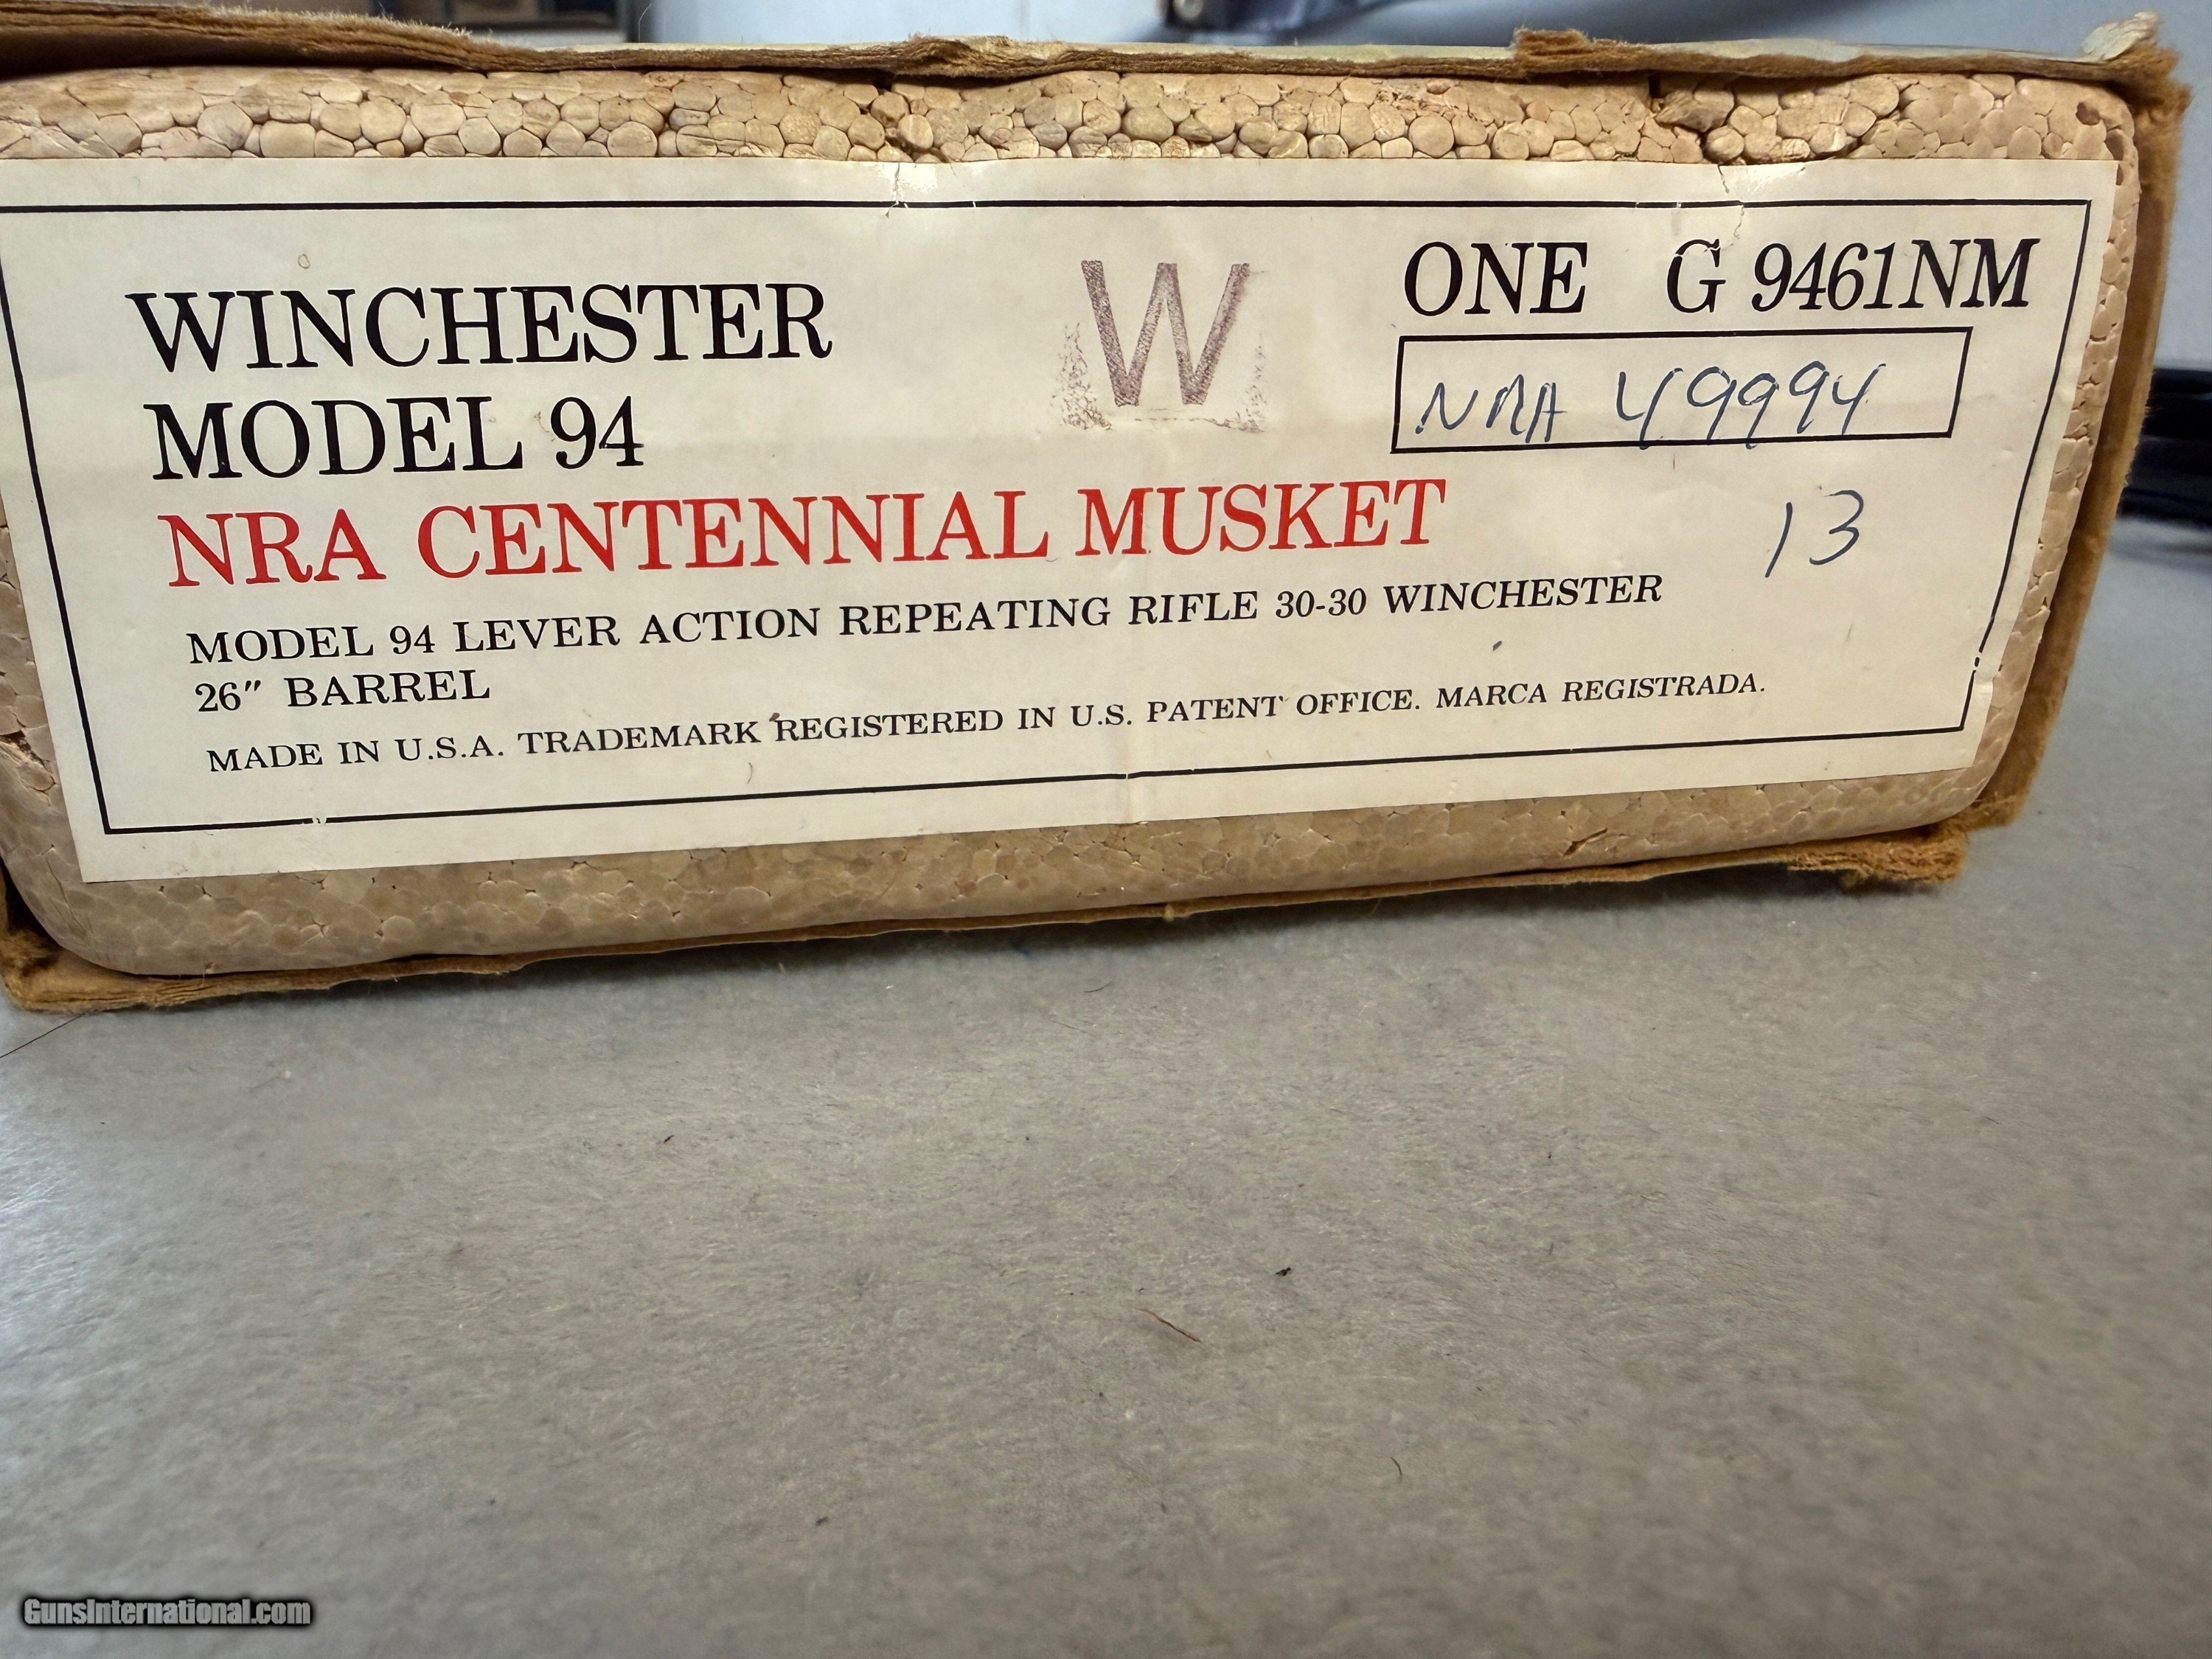 WINCHESTER
MODEL 94
NRA CENTENNIAL MUSKET
MODEL 94 LEVER ACTION REPEATING RIFLE 30-30 WINCHESTER
26" BARREL
MADE IN U.S.A. TRADEMARK REGISTERED IN U.S. PATENT OFFICE. MARCA REGISTRADA.
W
ONE G 9461NM
NRA 49994
13
GunsInternational.com